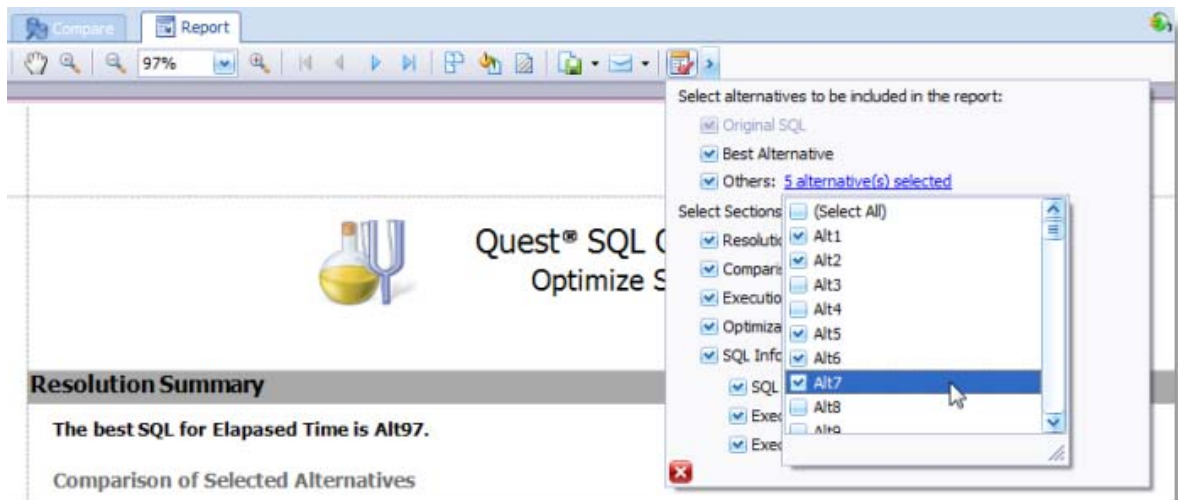 Compare
Report
97%
Select alternatives to be included in the report:
Original SQL
Best Alternative
Others: 5 alternative(s) selected
Select Sections
(Select All)
Alt1
Alt2
Alt3
Alt4
Alt5
Alt6
Alt7
Alt8
Alt9
Resolutio
Comparis
Executio
Optimiza
SQL Info
SQL
Exec
Exec
Quest® SQL
Optimize S
Resolution Summary
The best SQL for Elapased Time is Alt97.
Comparison of Selected Alternatives